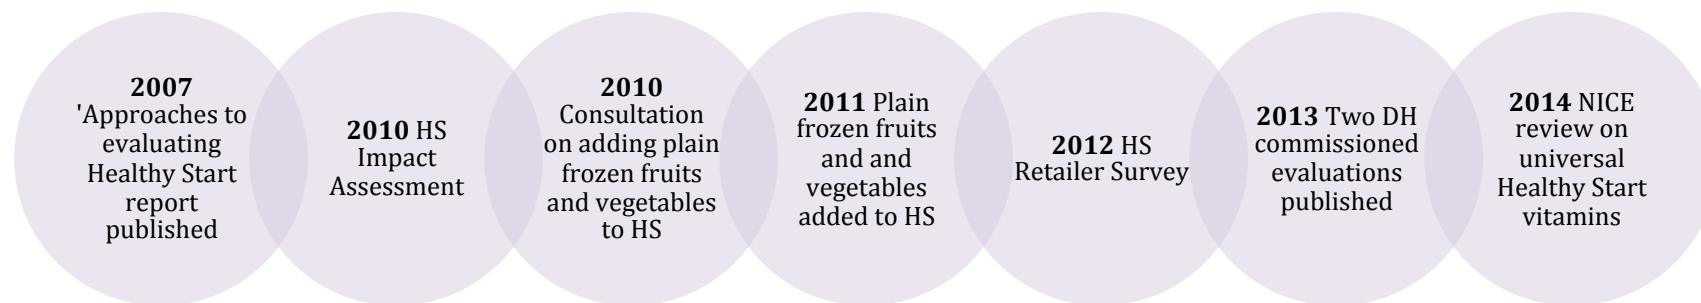 2007
'Approaches to
evaluating
Healthy Start
report
published
2010 HS
Impact
Assessment
2010
Consultation
on adding plain
frozen fruits
and vegetables
to HS
2011 Plain
frozen fruits
and and
vegetables
added to HS
2012 HS
Retailer Survey
2013 Two DH
commissioned
evaluations
published
2014 NICE
review on
universal
Healthy Start
vitamins